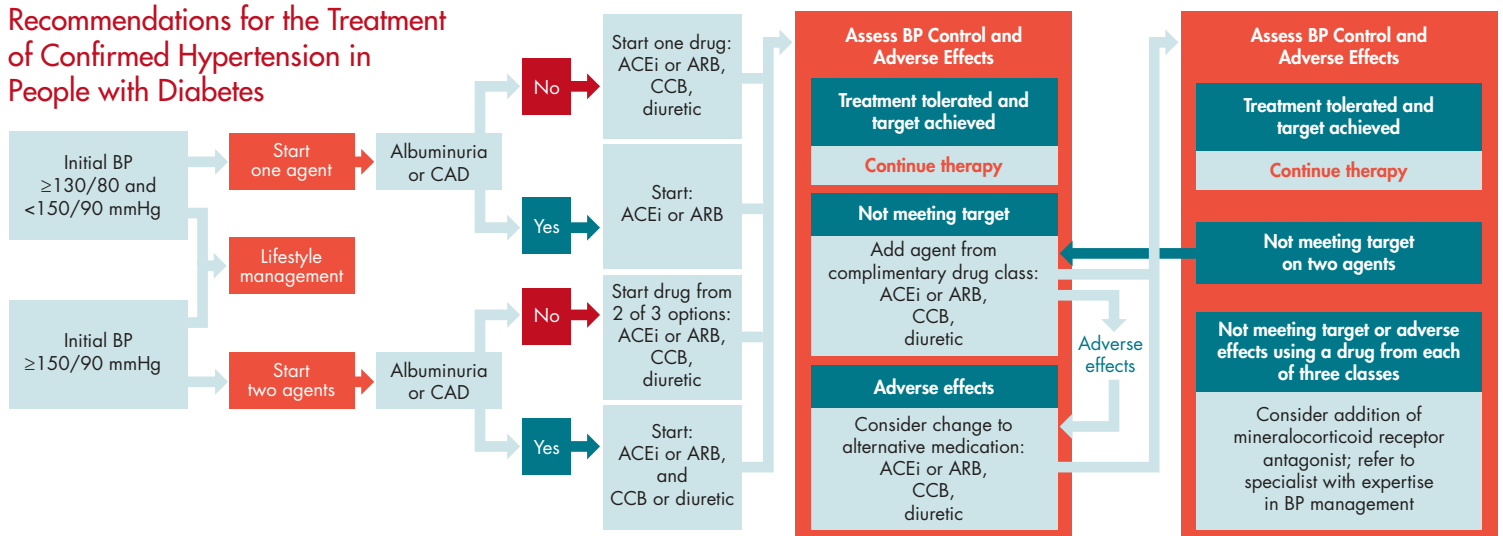 Recommendations for the Treatment
of Confirmed Hypertension in
People with Diabetes
Initial BP
≥130/80 and
<150/90 mmHg
Initial BP
≥150/90 mmHg
Start
one agent
Lifestyle
management
Start
two agents
Albuminuria
or CAD
Albuminuria
or CAD
No
Yes
No
Yes
Start one drug:
ACEi or ARB,
CCB,
diuretic
Start:
ACEi or ARB
Start drug from
2 of 3 options:
ACEi or ARB,
CCB,
diuretic
Start:
ACEi or ARB,
and
CCB or diuretic
Assess BP Control and
Adverse Effects
Treatment tolerated and
target achieved
Continue therapy
Not meeting target
Add agent from
complimentary drug class:
ACEi or ARB,
CCB,
diuretic
Adverse effects
Consider change to
alternative medication:
ACEi or ARB,
CCB,
diuretic
Adverse
effects
Assess BP Control and
Adverse Effects
Treatment tolerated and
target achieved
Continue therapy
Not meeting target
on two agents
Not meeting target or adverse
effects using a drug from each
of three classes
Consider addition of
mineralocorticoid receptor
antagonist; refer to
specialist with expertise
in BP management